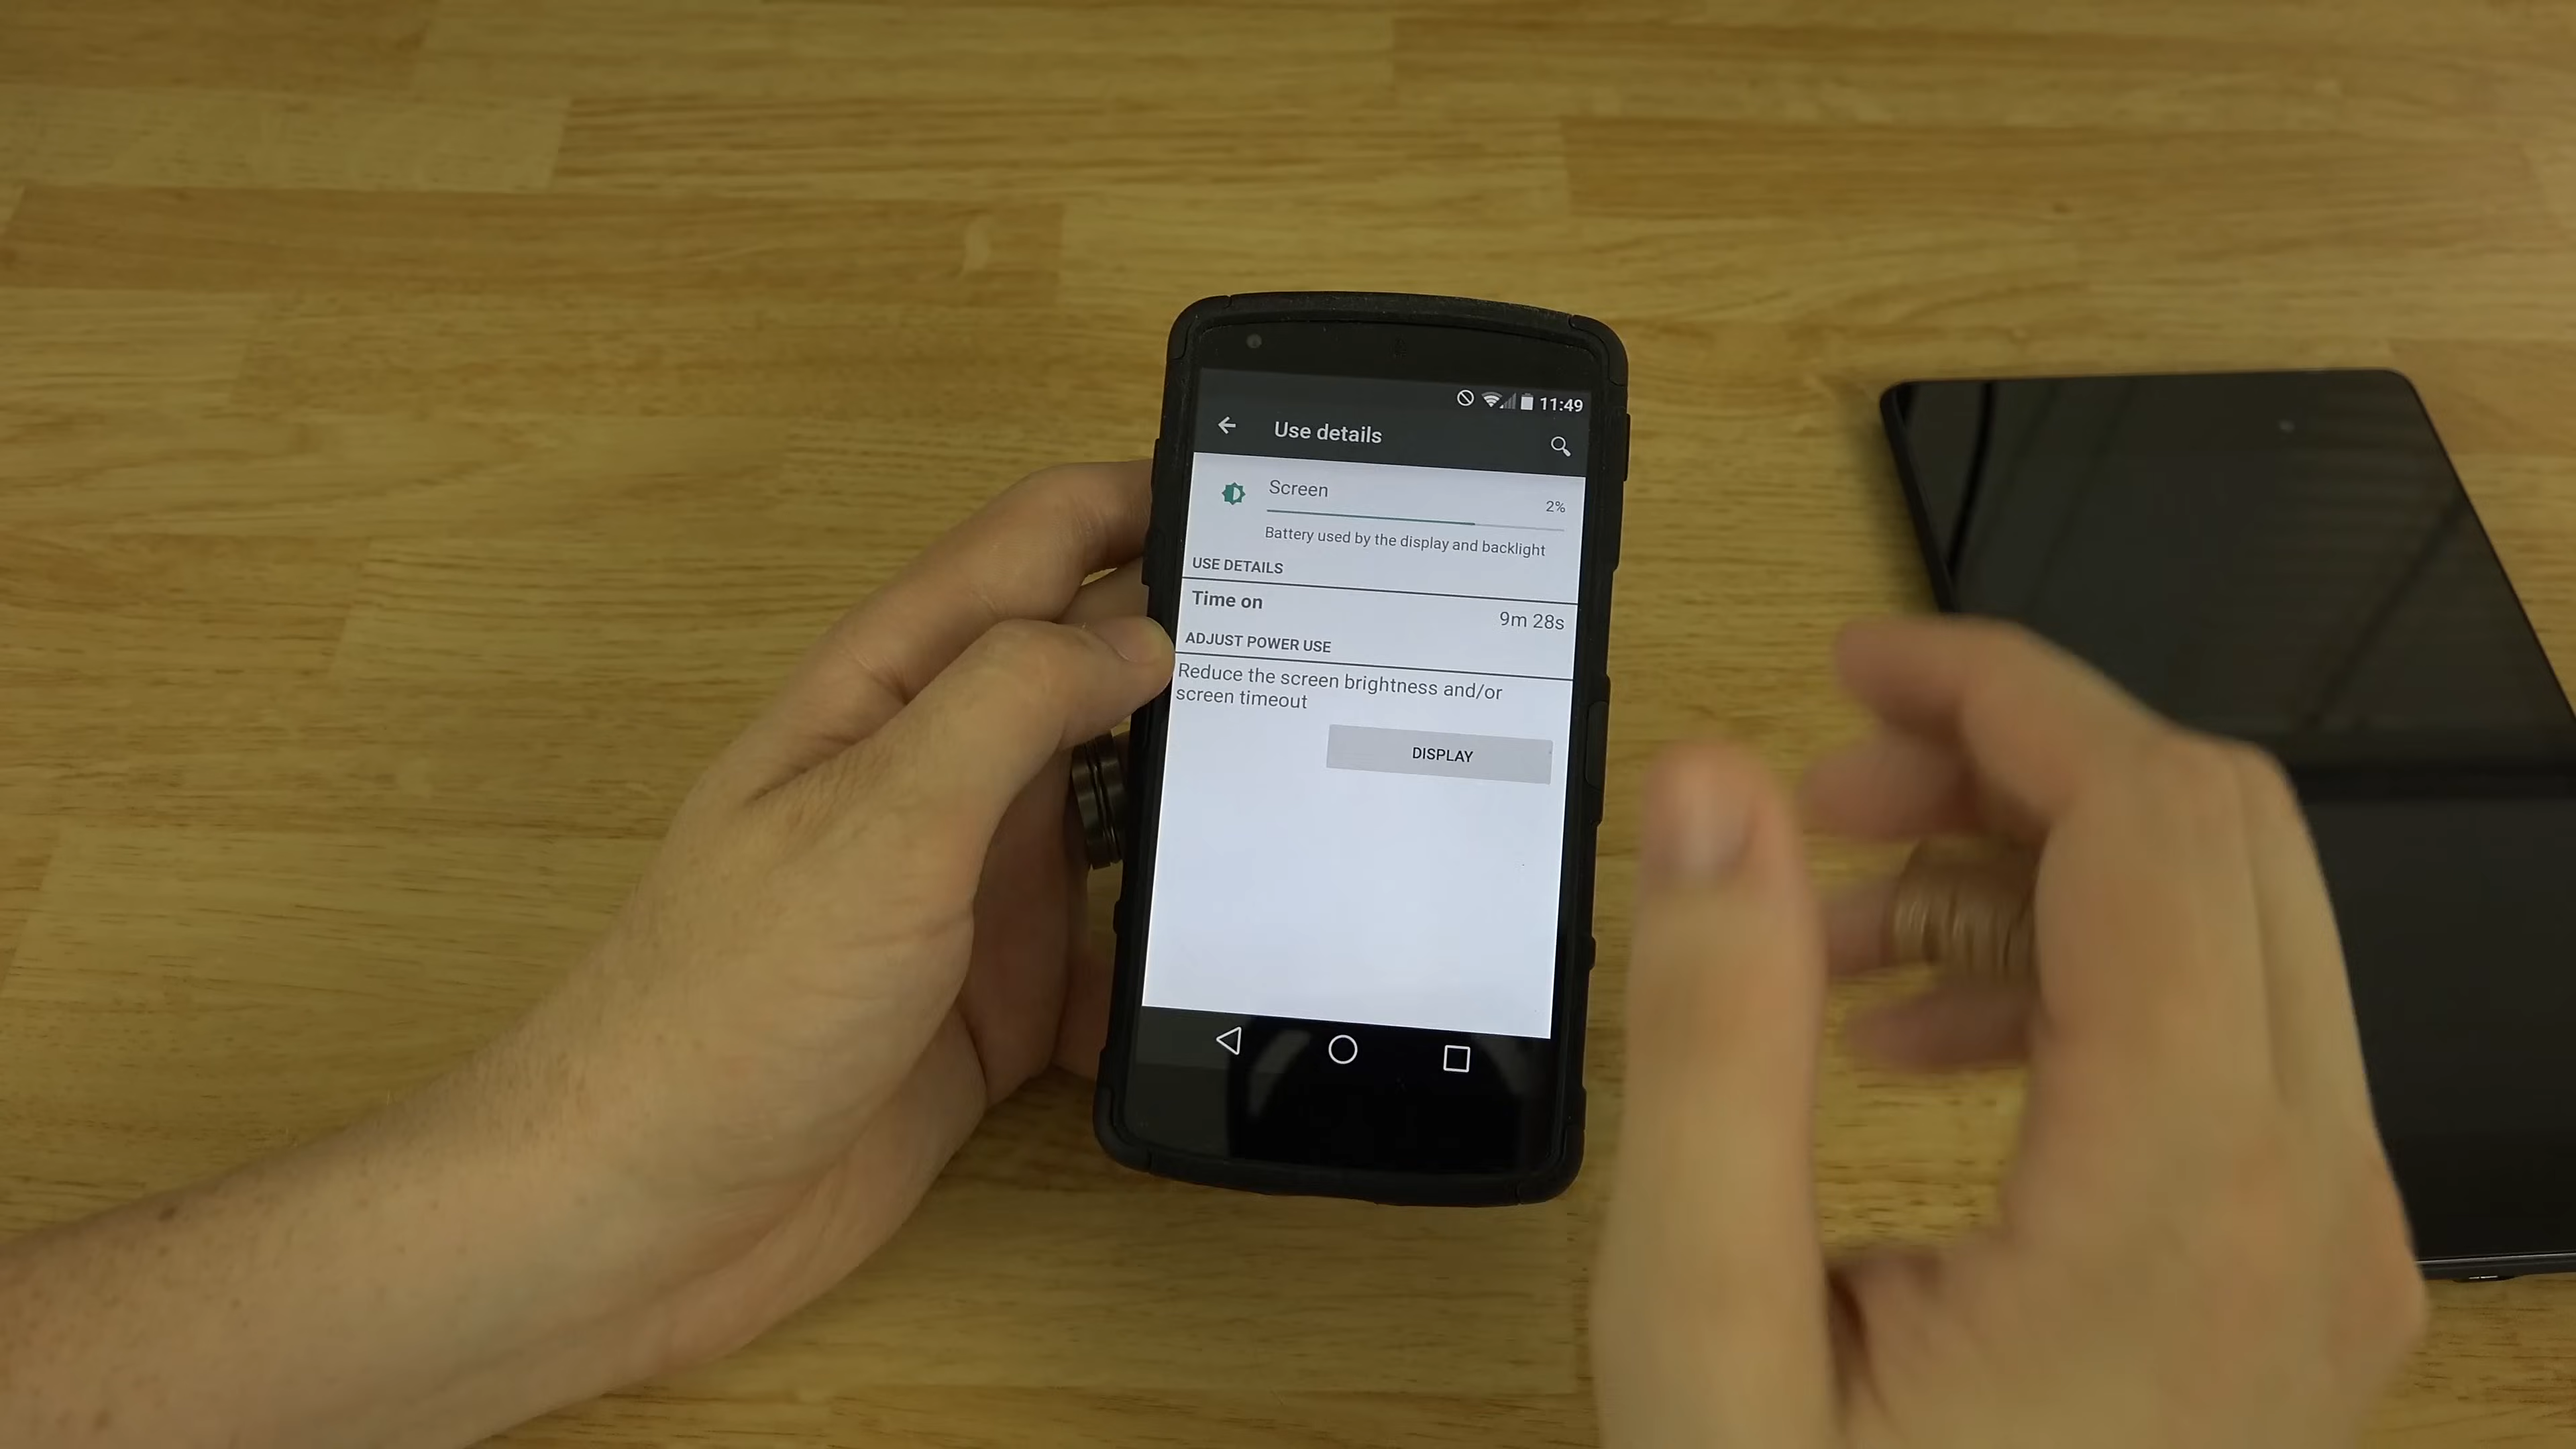 11:49
Use details
Screen
2%
Battery used by the display and backlight
USE DETAILS
Time on
9m 28s
ADJUST POWER USE
Reduce the screen brightness and/or
screen timeout
DISPLAY